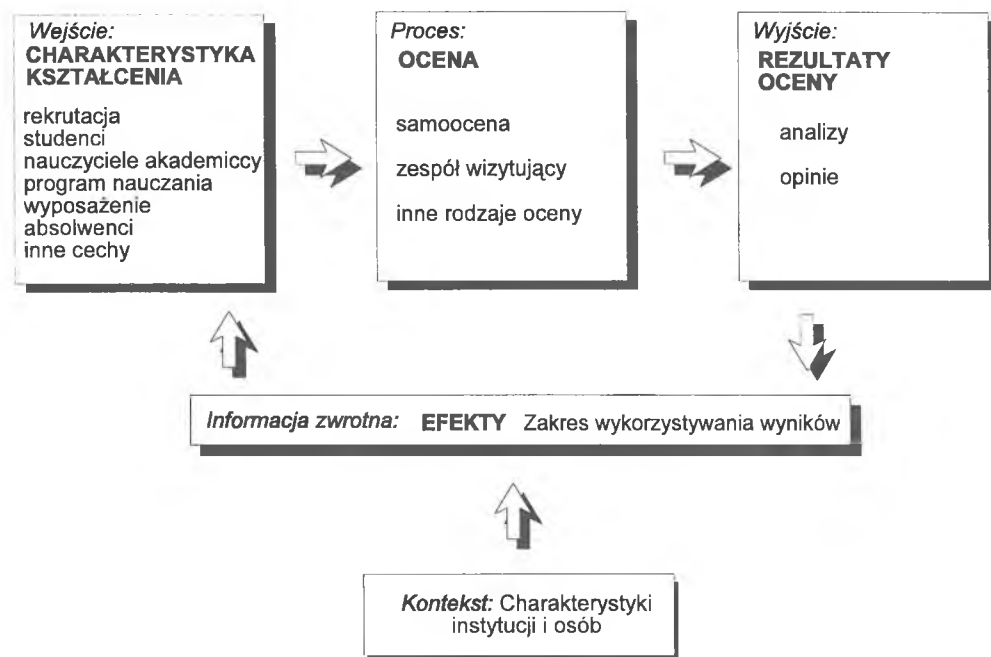 Wejście:
CHARAKTERYSTYKA
KSZTAŁCENIA
rekrutacja
studenci
nauczyciele akademiccy
program nauczania
wyposażenie
absolwenci
inne cechy
Proces:
OCENA
samoocena
zespół wizytujący
inne rodzaje oceny
Wyjście:
REZULTATY
OCENY
analizy
opinie
Informacja zwrotna: EFEKTY Zakres wykorzystywania wyników
Kontekst: Charakterystyki
instytucji i osób